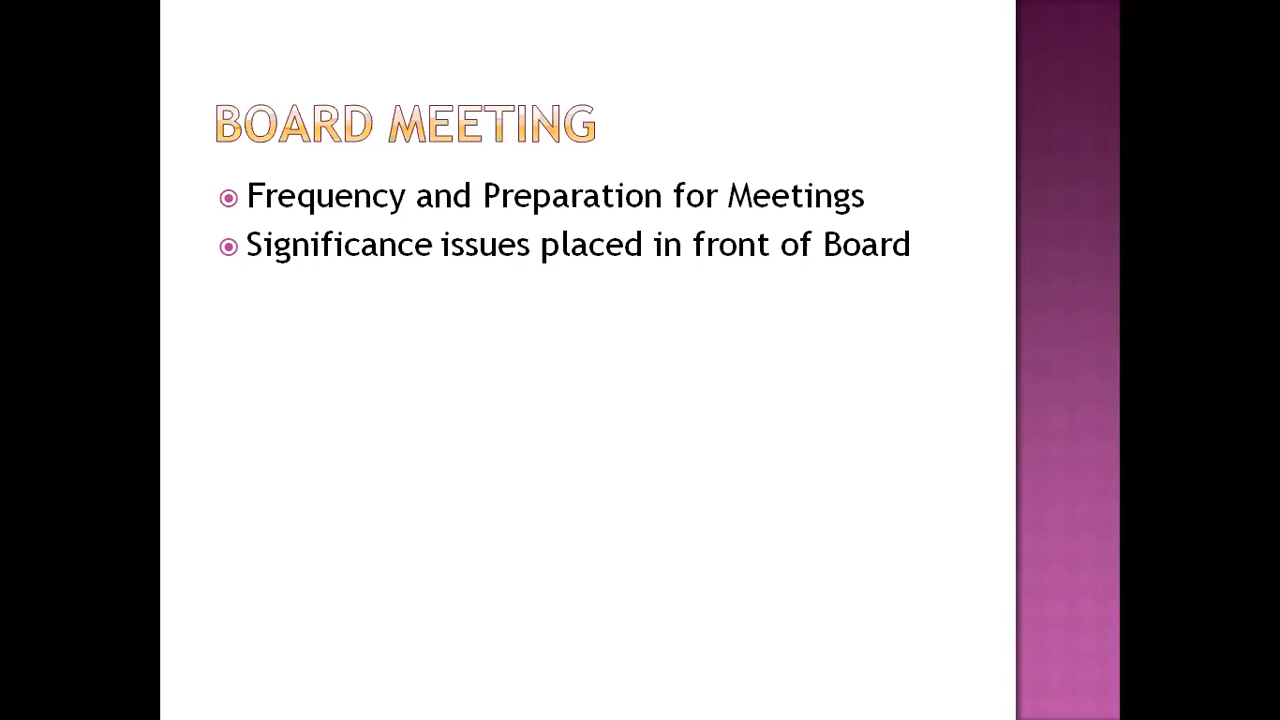 BOARD MEETING
Frequency and Preparation for Meetings
Significance issues placed in front of Board